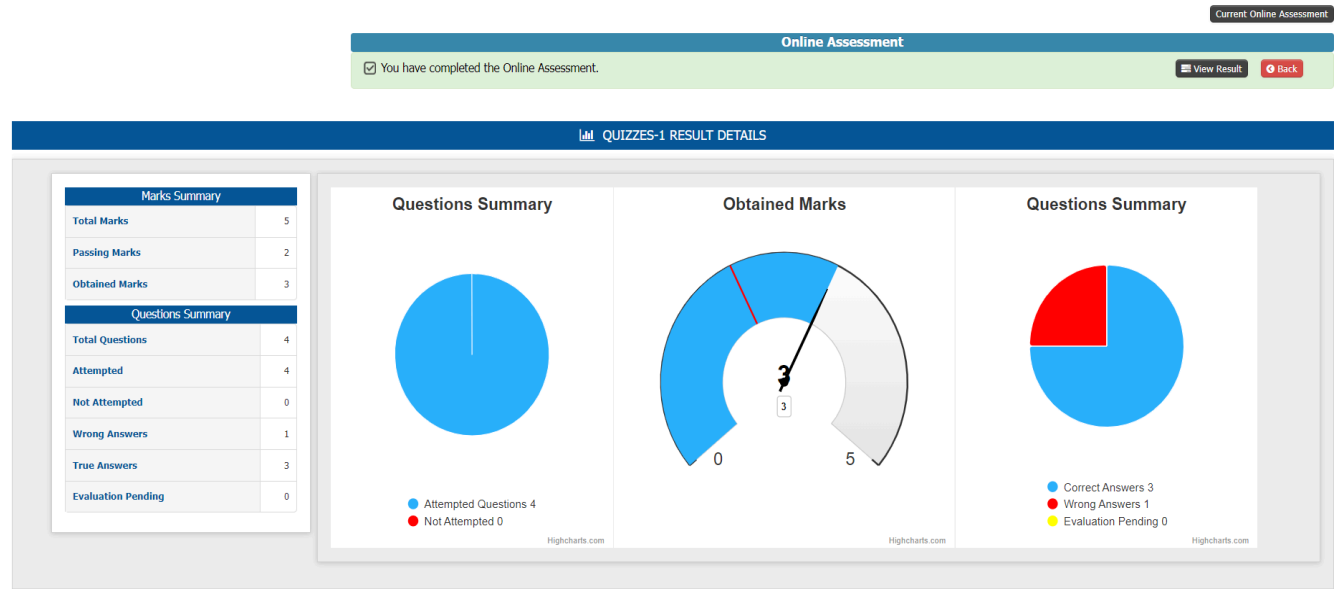 Current Online Assessment
Online Assessment
You have completed the Online Assessment.
View Result
Back
QUIZZES-1 RESULT DETAILS
Marks Summary
Total Marks 5
Passing Marks 2
Obtained Marks 3
Questions Summary
Total Questions 4
Attempted 4
Not Attempted 0
Wrong Answers 1
True Answers 3
Evaluation Pending 0
Questions Summary
Attempted Questions 4
Not Attempted 0
Highcharts.com
Obtained Marks
3
3
0 5
Highcharts.com
Questions Summary
Correct Answers 3
Wrong Answers 1
Evaluation Pending 0
Highcharts.com